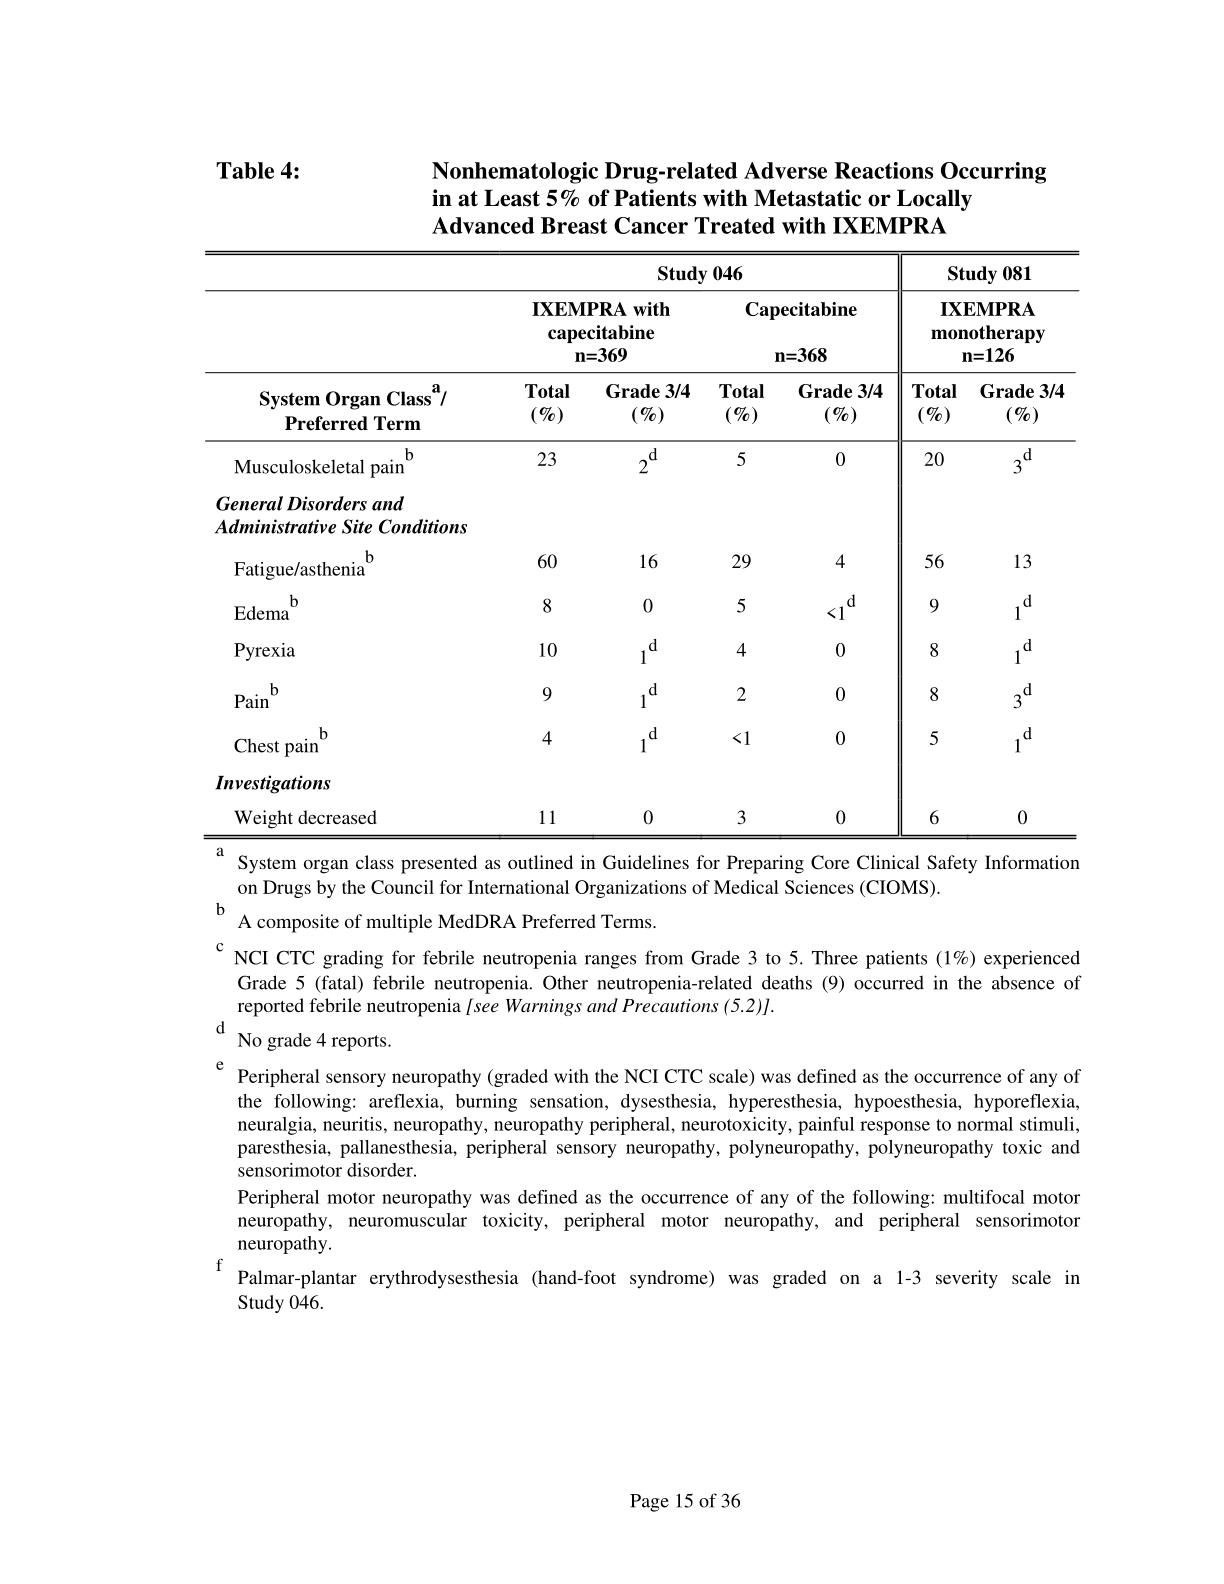 Table 4: Nonhematologic Drug-related Adverse Reactions Occurring
in at Least 5% of Patients with Metastatic or Locally
Advanced Breast Cancer Treated with IXEMPRA
Study 046 Study 081
IXEMPRA with Capecitabine IXEMPRA
capecitabine monotherapy
n=369 n=368 n=126
System Organ Class^a/ Total Grade 3/4 Total Grade 3/4 Total Grade 3/4
Preferred Term (%) (%) (%) (%) (%) (%)
Musculoskeletal pain^b 23 2^d 5 0 20 3^d
General Disorders and
Administrative Site Conditions
Fatigue/asthenia^b 60 16 29 4 56 13
Edema^b 8 0 5 <1^d 9 1^d
Pyrexia 10 1^d 4 0 8 1^d
Pain^b 9 1^d 2 0 8 3^d
Chest pain^b 4 1^d <1 0 5 1^d
Investigations
Weight decreased 11 0 3 0 6 0
a System organ class presented as outlined in Guidelines for Preparing Core Clinical Safety Information
on Drugs by the Council for International Organizations of Medical Sciences (CIOMS).
b A composite of multiple MedDRA Preferred Terms.
c NCI CTC grading for febrile neutropenia ranges from Grade 3 to 5. Three patients (1%) experienced
Grade 5 (fatal) febrile neutropenia. Other neutropenia-related deaths (9) occurred in the absence of
reported febrile neutropenia [see Warnings and Precautions (5.2)].
d No grade 4 reports.
e Peripheral sensory neuropathy (graded with the NCI CTC scale) was defined as the occurrence of any of
the following: areflexia, burning sensation, dysesthesia, hyperesthesia, hypoesthesia, hyporeflexia,
neuralgia, neuritis, neuropathy, neuropathy peripheral, neurotoxicity, painful response to normal stimuli,
paresthesia, pallanesthesia, peripheral sensory neuropathy, polyneuropathy, polyneuropathy toxic and
sensorimotor disorder.
Peripheral motor neuropathy was defined as the occurrence of any of the following: multifocal motor
neuropathy, neuromuscular toxicity, peripheral motor neuropathy, and peripheral sensorimotor
neuropathy.
f Palmar-plantar erythrodysesthesia (hand-foot syndrome) was graded on a 1-3 severity scale in
Study 046.
Page 15 of 36